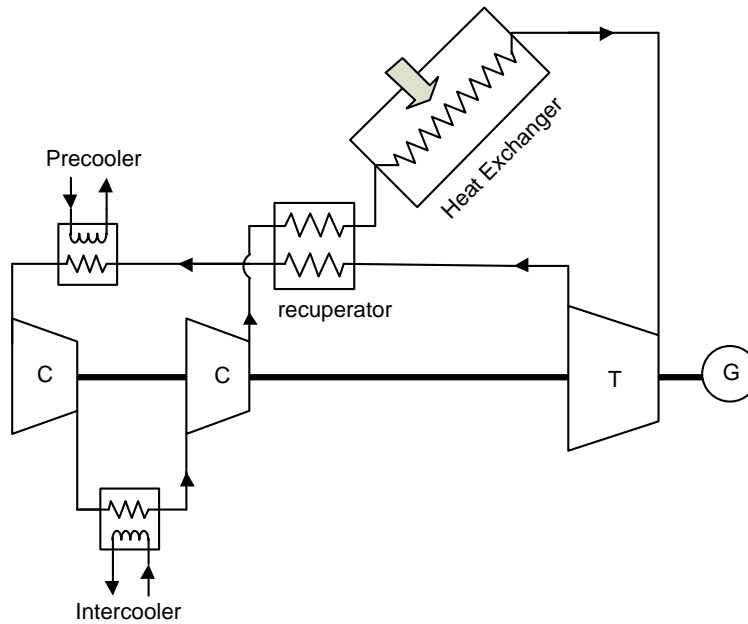 Precooler
Heat Exchanger
recuperator
C
C
T
G
Intercooler